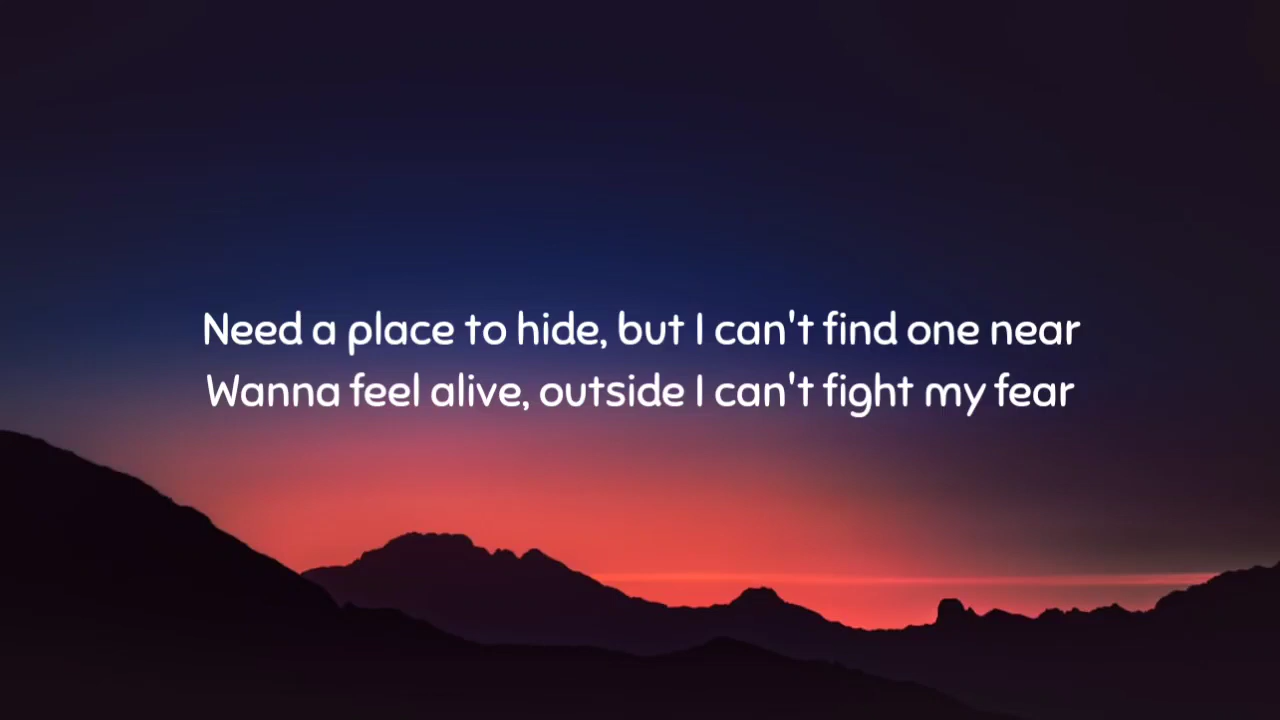 Need a place to hide, but I can't find one near
Wanna feel alive, outside I can't fight my fear